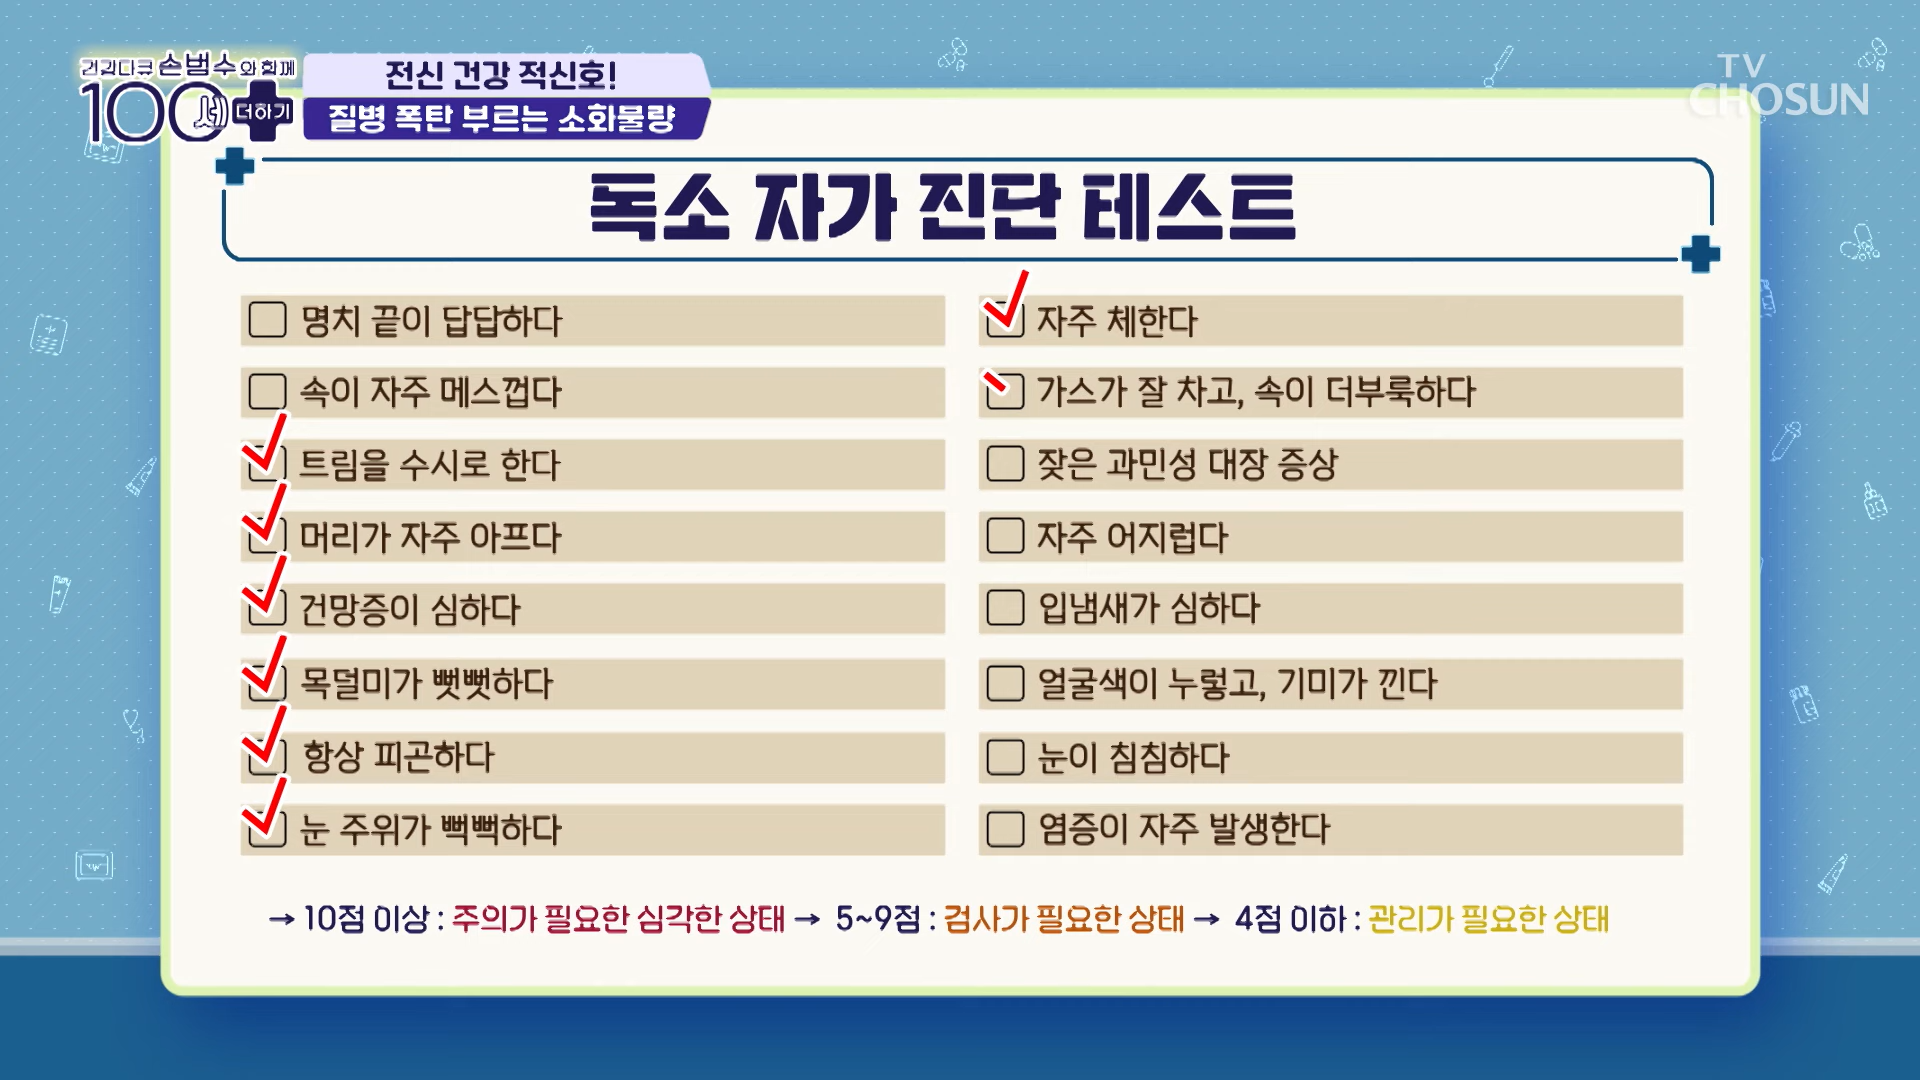 건강다큐 손범수와 함께
100세 더하기
전신 건강 적신호!
질병 폭탄 부르는 소화불량
TV
CHOSUN
독소 자가 진단 테스트
명치 끝이 답답하다
속이 자주 메스껍다
트림을 수시로 한다
머리가 자주 아프다
건망증이 심하다
목덜미가 뻣뻣하다
항상 피곤하다
눈 주위가 뻑뻑하다
자주 체한다
가스가 잘 차고, 속이 더부룩하다
잦은 과민성 대장 증상
자주 어지럽다
입냄새가 심하다
얼굴색이 누렇고, 기미가 낀다
눈이 침침하다
염증이 자주 발생한다
→ 10점 이상 : 주의가 필요한 심각한 상태 → 5~9점 : 검사가 필요한 상태 → 4점 이하 : 관리가 필요한 상태